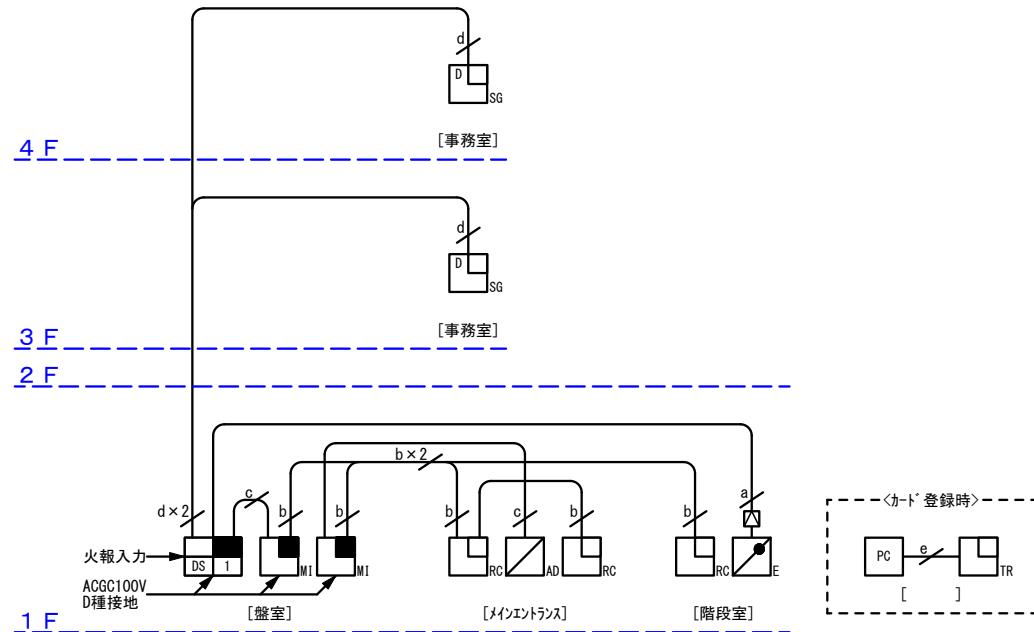 d
D
SG
[事務室]
4 F
d
D
SG
[事務室]
3 F
2 F
b×2
a
<ｶｰﾄﾞ登録時>
d×2
c
b
b
b
c
b
b
PC
e
TR
火報入力
DS
1
MI
MI
RC
AD
RC
RC
E
[ ]
ACGC100V
D種接地
[盤室]
[ﾒｲﾝｴﾝﾄﾗﾝｽ]
[階段室]
1 F